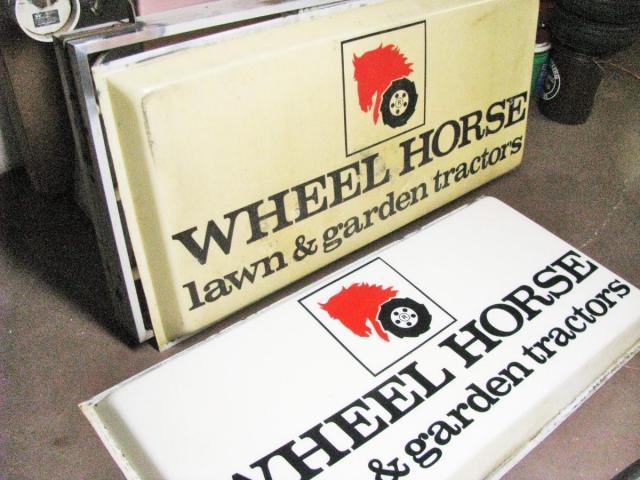 WHEEL HORSE
lawn & garden tractors
WHEEL HORSE
& garden tractors